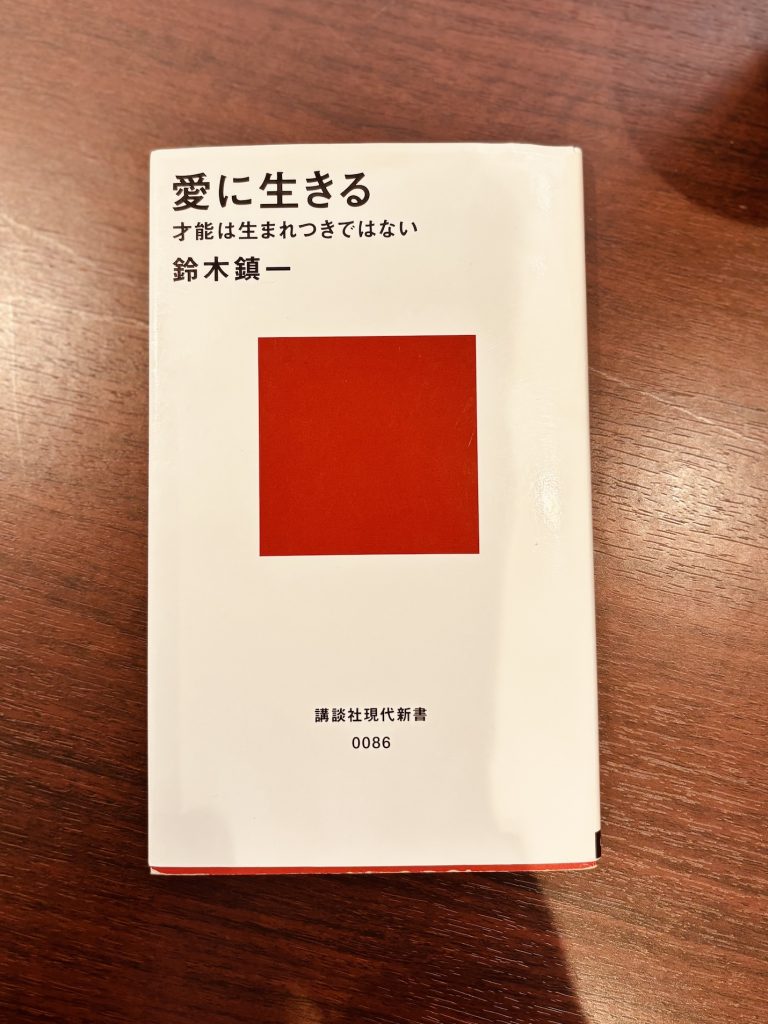 愛に生きる
才能は生まれつきではない
鈴木鎮一
講談社現代新書
0086